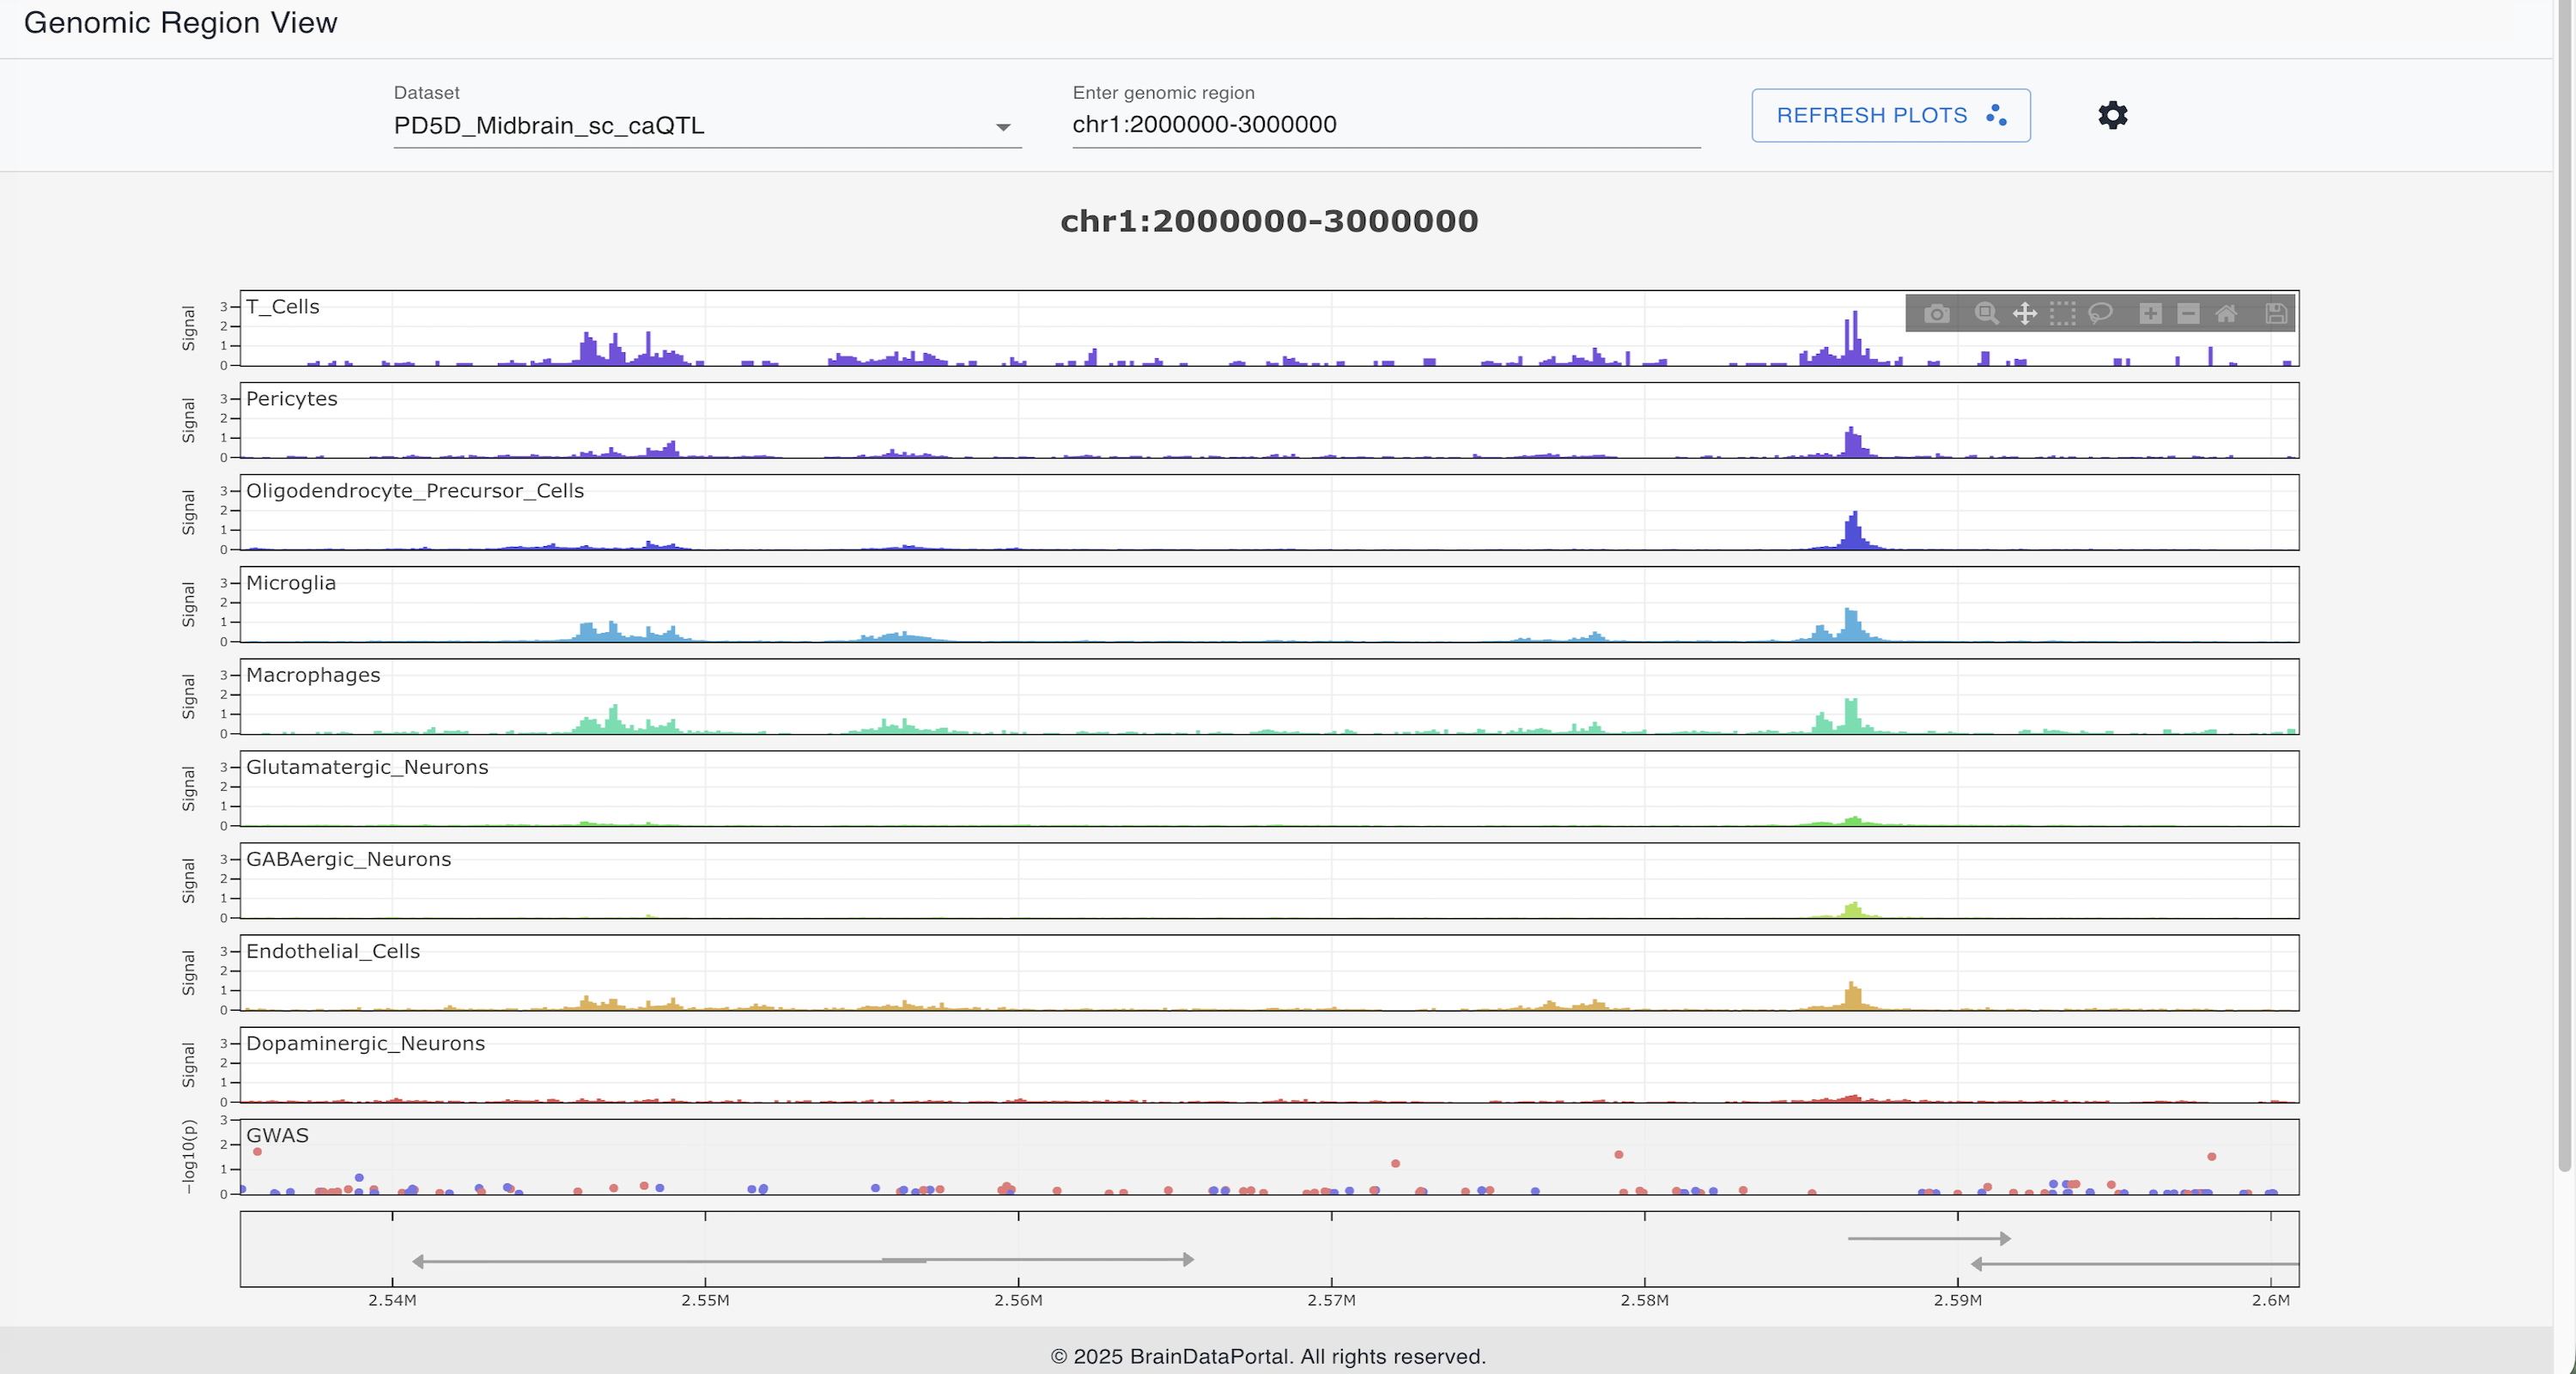 Genomic Region View
Dataset
PD5D_Midbrain_sc_caQTL
Enter genomic region
chr1:2000000-3000000
REFRESH PLOTS
chr1:2000000-3000000
Signal
3
2
1
0
T_Cells
Signal
3
2
1
0
Pericytes
Signal
3
2
1
0
Oligodendrocyte_Precursor_Cells
Signal
3
2
1
0
Microglia
Signal
3
2
1
0
Macrophages
Signal
3
2
1
0
Glutamatergic_Neurons
Signal
3
2
1
0
GABAergic_Neurons
Signal
3
2
1
0
Endothelial_Cells
Signal
3
2
1
0
Dopaminergic_Neurons
−log10(p)
3
2
1
0
GWAS
2.54M 2.55M 2.56M 2.57M 2.58M 2.59M 2.6M
© 2025 BrainDataPortal. All rights reserved.